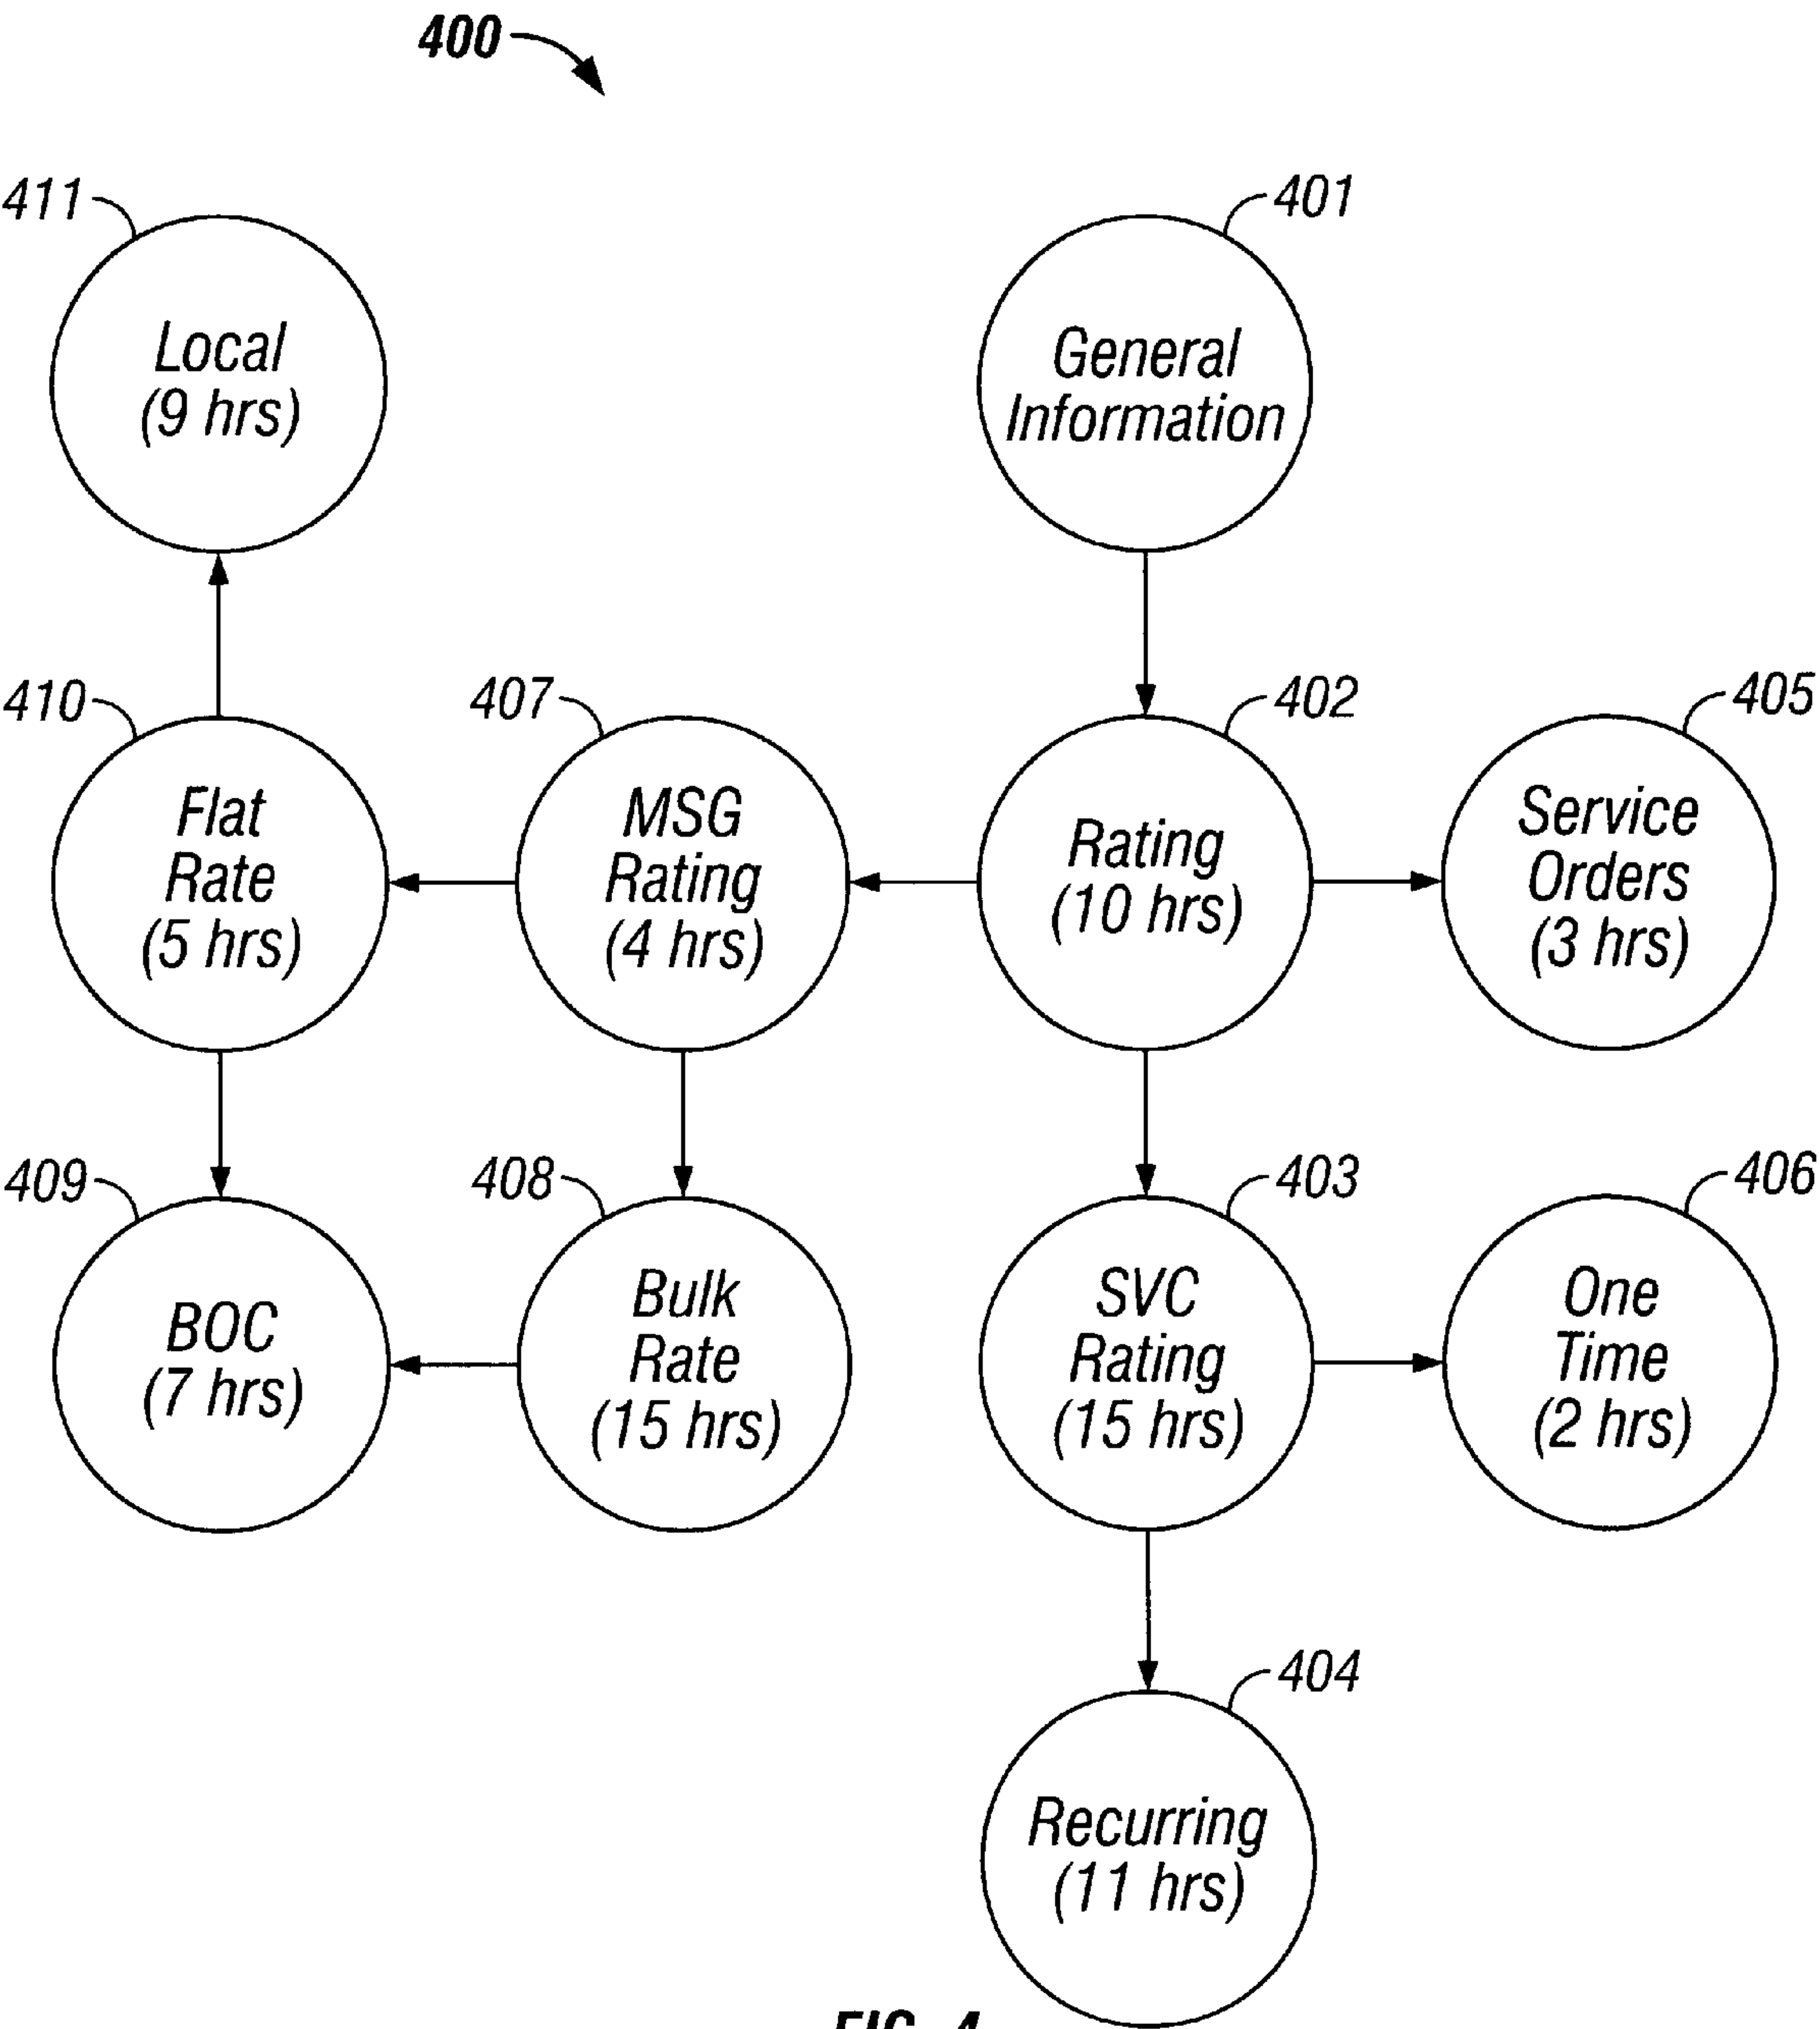 400
411
401
Local
(9 hrs)
General
Information
410
407
402
405
Flat
Rate
(5 hrs)
MSG
Rating
(4 hrs)
Rating
(10 hrs)
Service
Orders
(3 hrs)
409
408
403
406
BOC
(7 hrs)
Bulk
Rate
(15 hrs)
SVC
Rating
(15 hrs)
One
Time
(2 hrs)
404
Recurring
(11 hrs)
FIG. 4